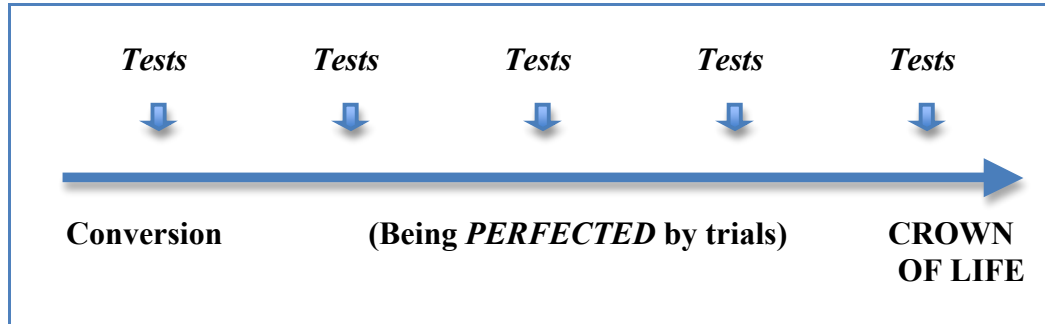 Tests Tests Tests Tests Tests
Conversion (Being PERFECTED by trials) CROWN
OF LIFE